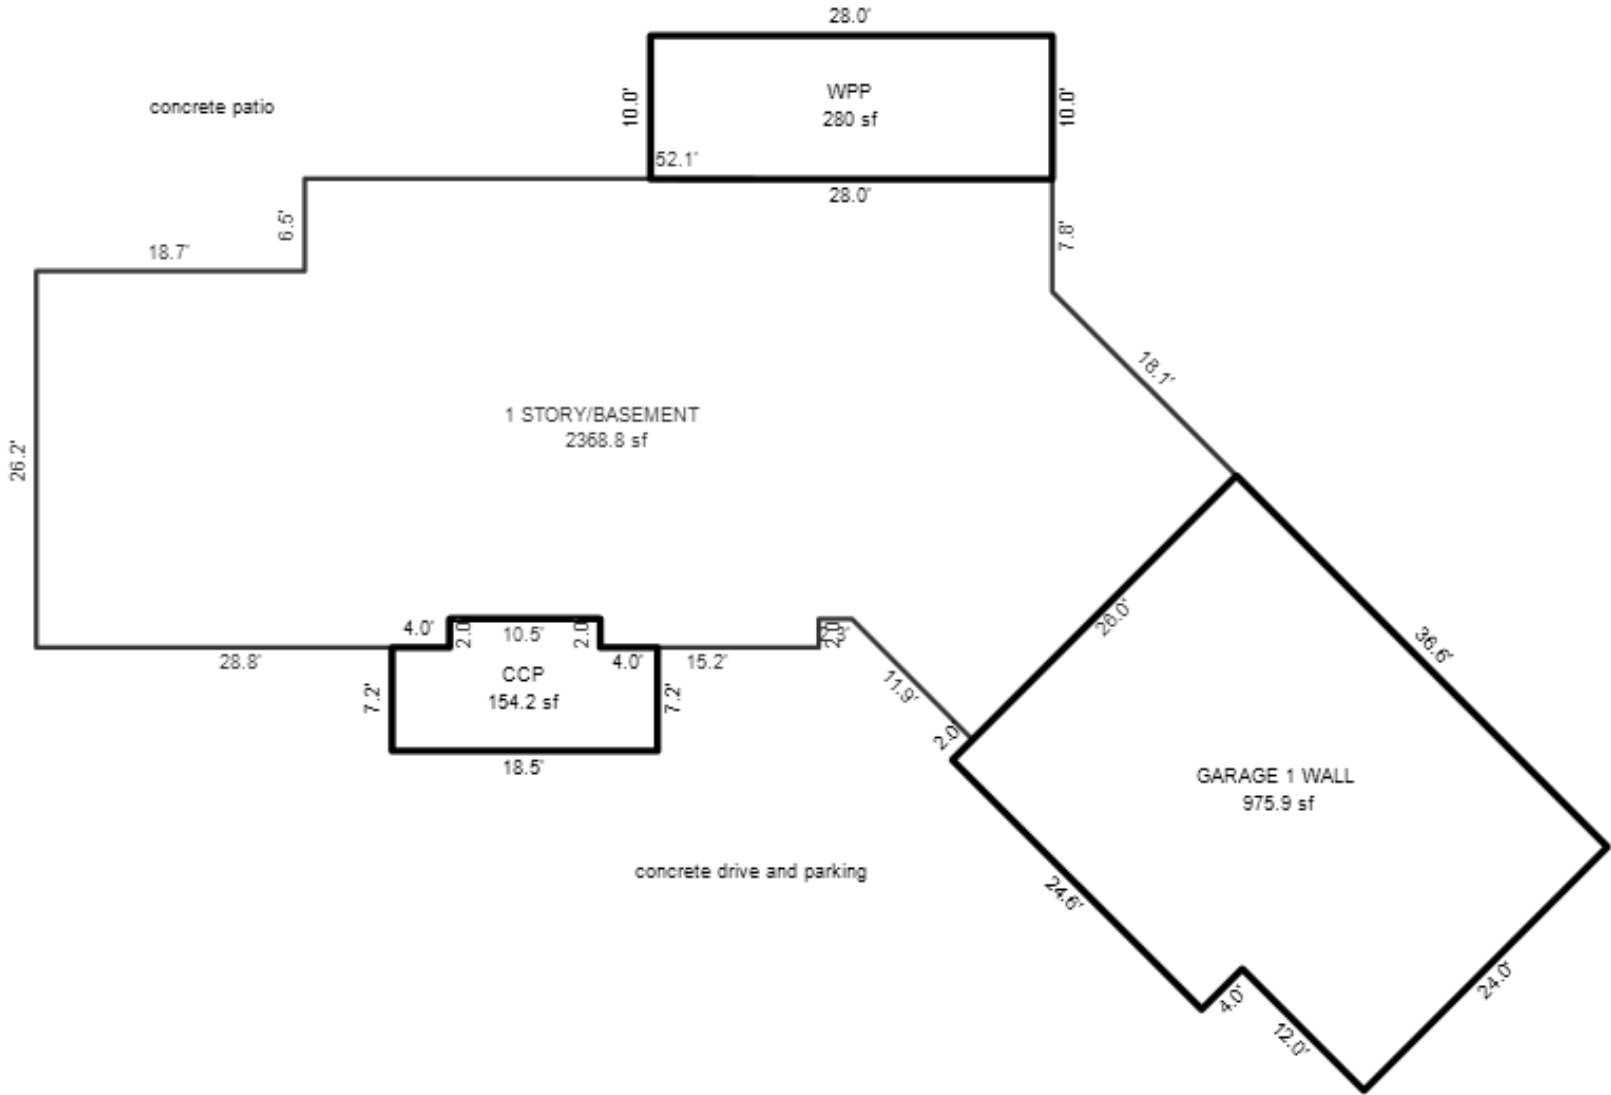 28.0'
10.0'
WPP
280 sf
10.0'
concrete patio
52.1'
28.0'
6.5'
7.8'
18.7'
18.1'
1 STORY/BASEMENT
2368.8 sf
26.2'
4.0'
2.0'
10.5'
2.0'
2.0'
28.8'
4.0'
15.2'
CCP
154.2 sf
7.2'
7.2'
18.5'
11.9'
2.0'
26.0'
36.6'
GARAGE 1 WALL
975.9 sf
concrete drive and parking
24.6'
4.0'
24.0'
12.0'